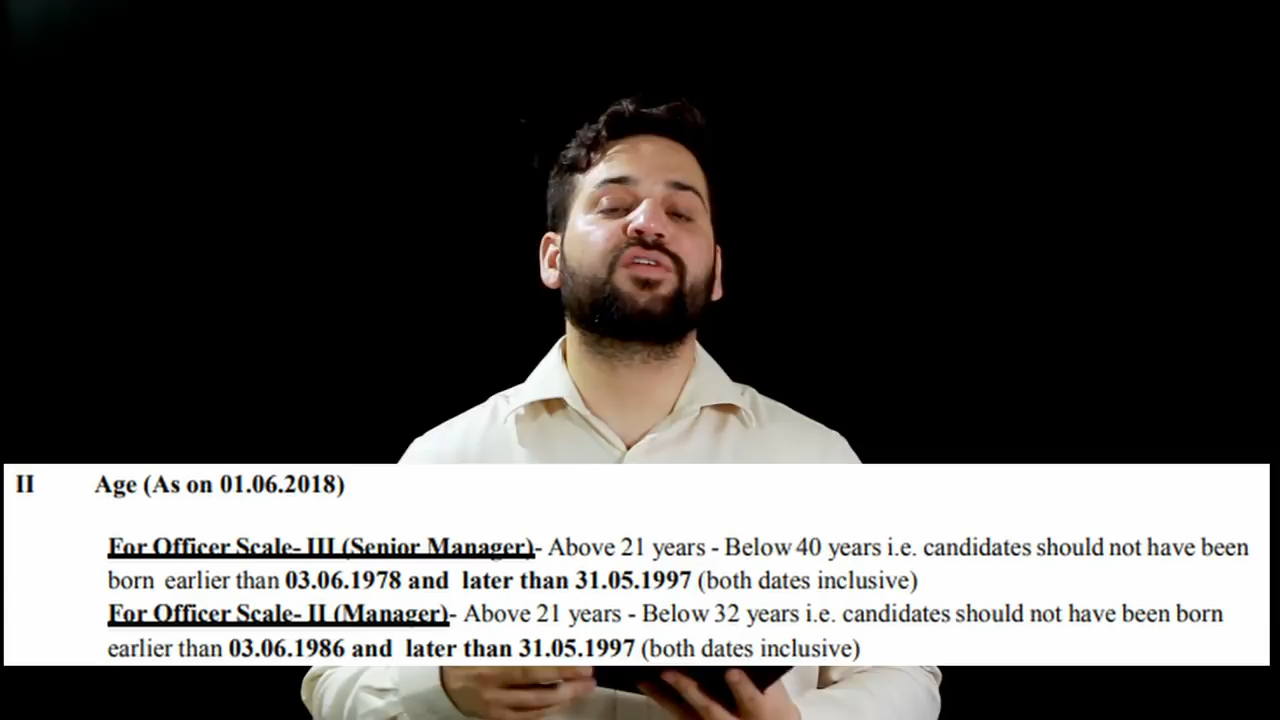 II Age (As on 01.06.2018)
For Officer Scale- III (Senior Manager)- Above 21 years - Below 40 years i.e. candidates should not have been
born earlier than 03.06.1978 and later than 31.05.1997 (both dates inclusive)
For Officer Scale- II (Manager)- Above 21 years - Below 32 years i.e. candidates should not have been born
earlier than 03.06.1986 and later than 31.05.1997 (both dates inclusive)